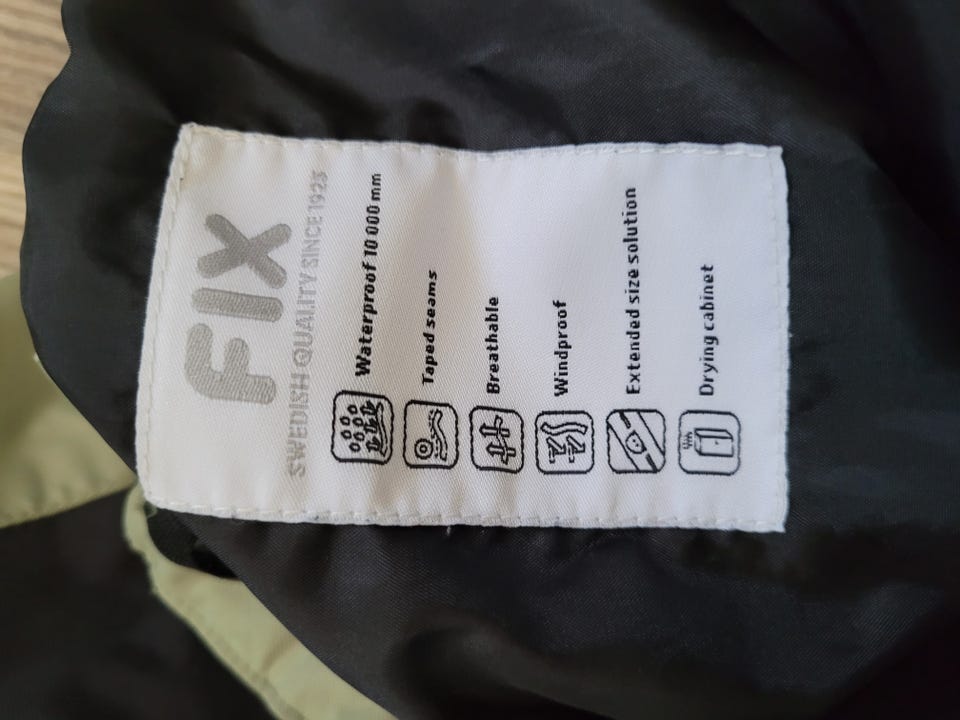 FIX
SWEDISH QUALITY SINCE 1923
Waterproof 10 000 mm
Taped seams
Breathable
Windproof
Extended size solution
Drying cabinet